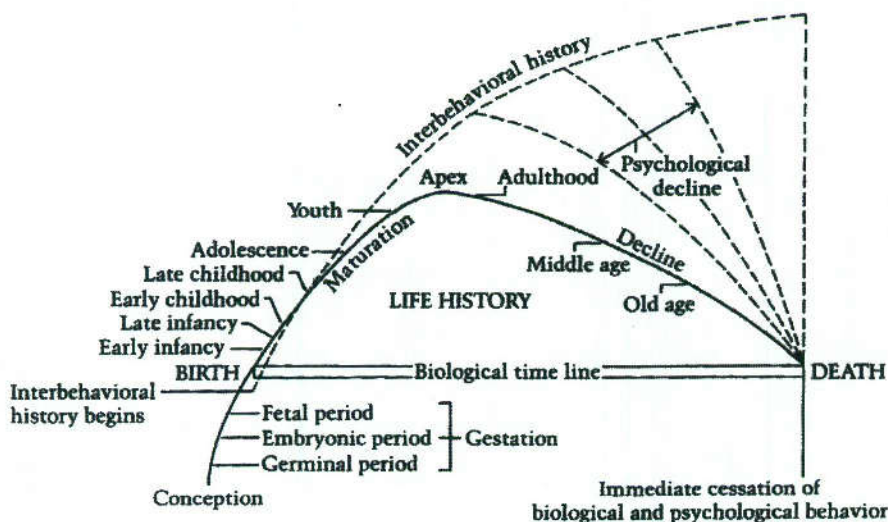 Interbehavioral history
Psychological
decline
Apex
Adulthood
Youth
Maturation
Adolescence
Late childhood
Early childhood
Late infancy
Early infancy
Decline
Middle age
Old age
LIFE HISTORY
BIRTH
Biological time line
DEATH
Interbehavioral
history begins
Fetal period
Embryonic period
Gestation
Germinal period
Conception
Immediate cessation of
biological and psychological behavior